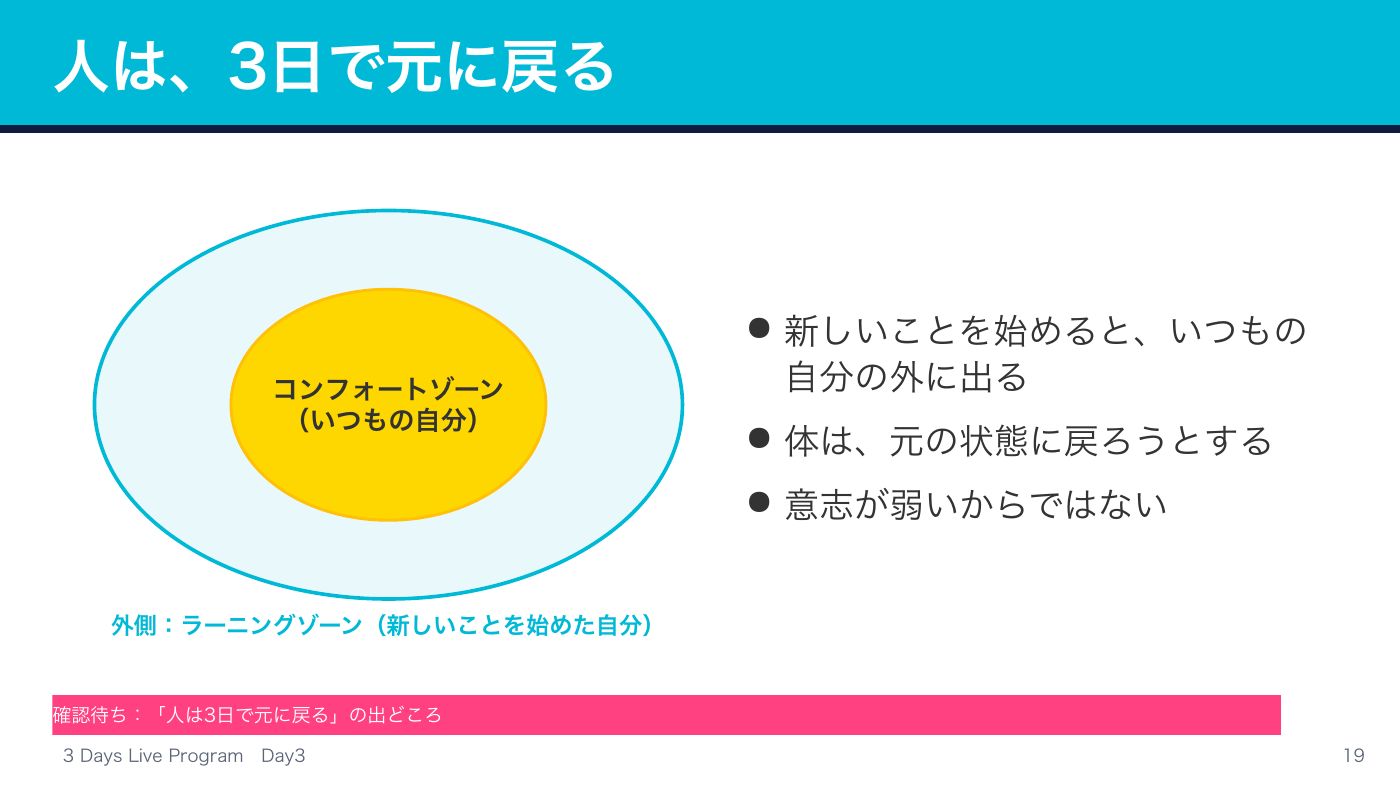 人は、3日で元に戻る
コンフォートゾーン
（いつもの自分）
外側：ラーニングゾーン（新しいことを始めた自分）
● 新しいことを始めると、いつもの
自分の外に出る
● 体は、元の状態に戻ろうとする
● 意志が弱いからではない
確認待ち：「人は3日で元に戻る」の出どころ
3 Days Live Program　Day3
19